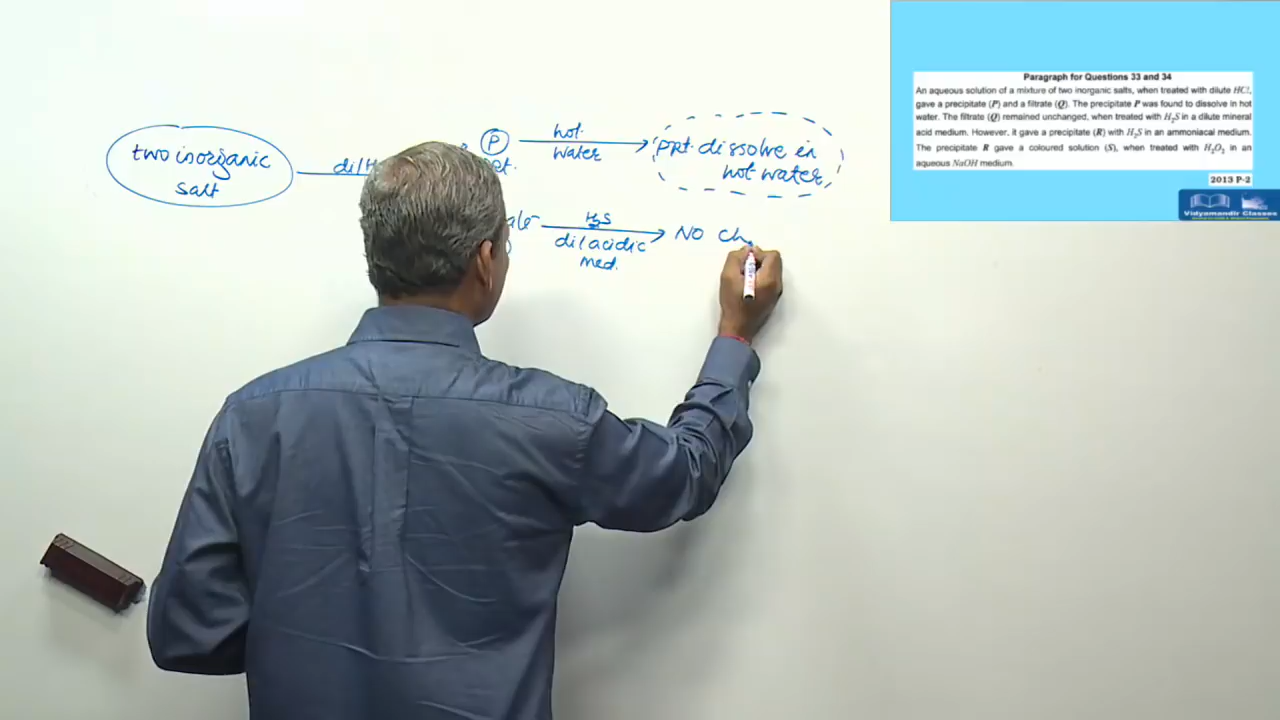 Paragraph for Questions 33 and 34
An aqueous solution of a mixture of two inorganic salts, when treated with dilute HCl,
gave a precipitate (P) and a filtrate (Q). The precipitate P was found to dissolve in hot
water. The filtrate (Q) remained unchanged, when treated with H₂S in a dilute mineral
acid medium. However, it gave a precipitate (R) with H₂S in an ammoniacal medium.
The precipitate R gave a coloured solution (S), when treated with H₂O₂ in an
aqueous NaOH medium.
2013 P-2
Vidyamandir Classes
two inorganic
salt
dil H
P
hot
water
ppt. dissolve in
hot water
H₂S
dil acidic
med.
NO Ch